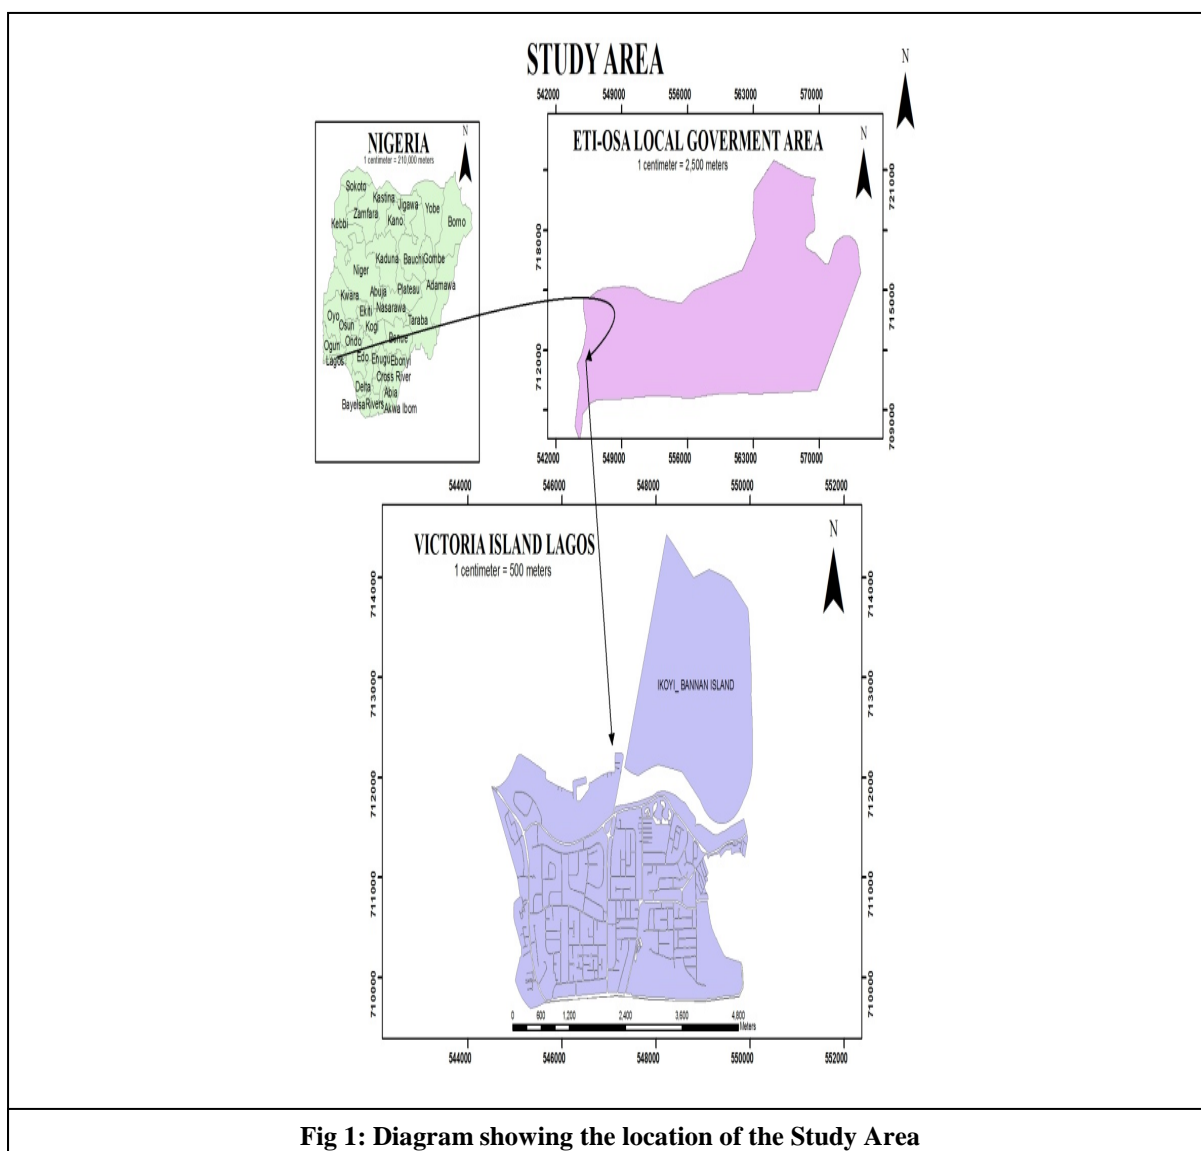 STUDY AREA
N
NIGERIA
1 centimeter = 210,000 meters
N
Sokoto
Kastina
Jigawa
Yobe
Zamfara
Kano
Borno
Kebbi
Kaduna
Bauchi
Gombe
Niger
Adamawa
Kwara
Abuja
Plateau
Nasarawa
Ekiti
Oyo
Osun
Kogi
Taraba
Benue
Ogun
Ondo
Lagos
Edo
Enugu
Ebonyi
Cross River
Delta
Abia
Bayelsa
Rivers
Akwa Ibom
542000 549000 556000 563000 570000
ETI-OSA LOCAL GOVERMENT AREA
1 centimeter = 2,500 meters
N
721000
718000
715000
712000
709000
542000 549000 556000 563000 570000
544000 546000 548000 550000 552000
VICTORIA ISLAND LAGOS
1 centimeter = 500 meters
N
714000 714000
IKOYI_ BANNAN ISLAND
713000 713000
712000 712000
711000 711000
710000 710000
0 600 1,200 2,400 3,600 4,800
Meters
544000 546000 548000 550000 552000
Fig 1: Diagram showing the location of the Study Area